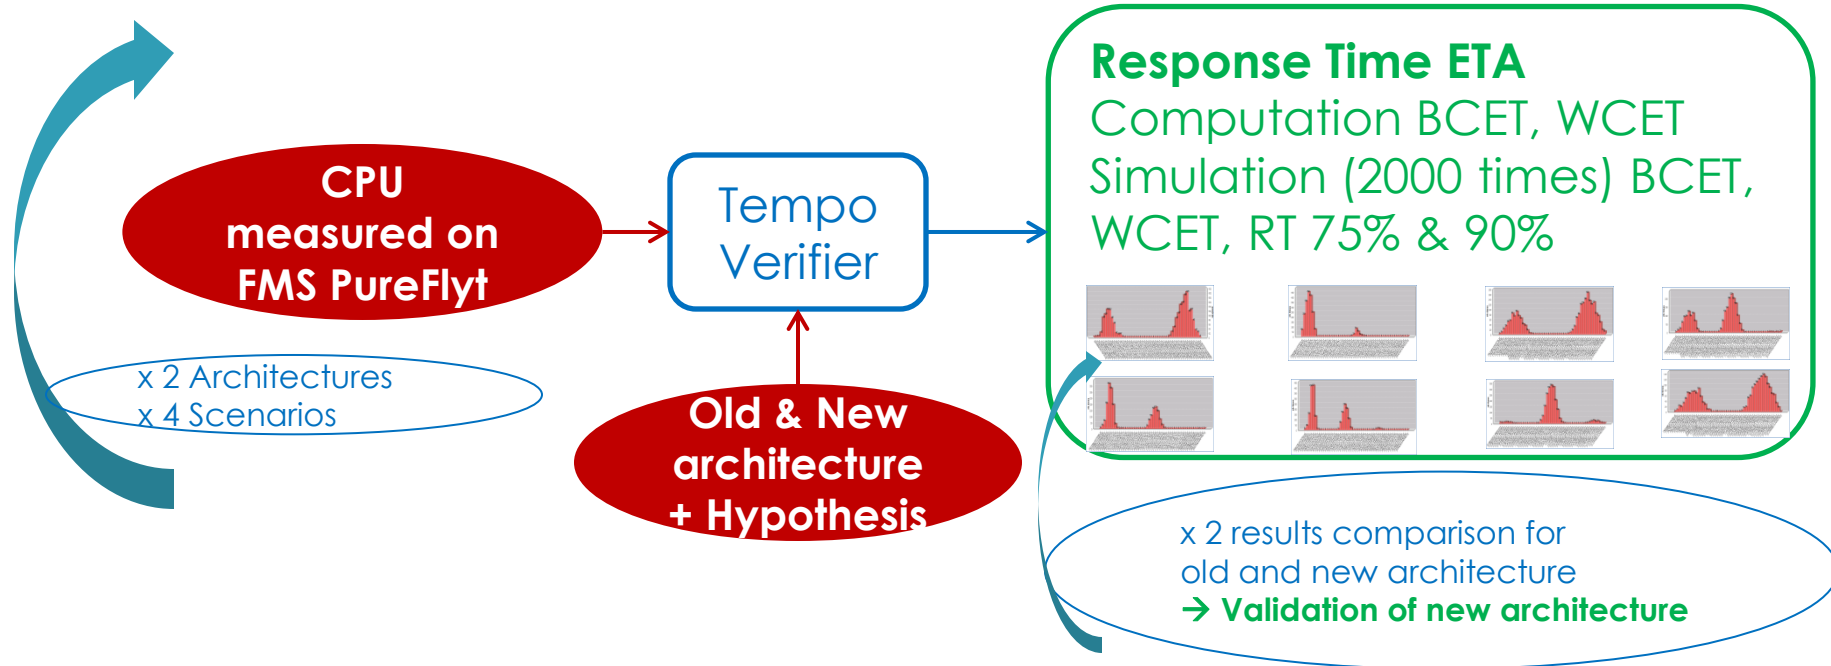 Response Time ETA
Computation BCET, WCET
Simulation (2000 times) BCET,
WCET, RT 75% & 90%
CPU
measured on
FMS PureFlyt
Tempo
Verifier
x 2 Architectures
x 4 Scenarios
Old & New
architecture
+ Hypothesis
x 2 results comparison for
old and new architecture
→ Validation of new architecture